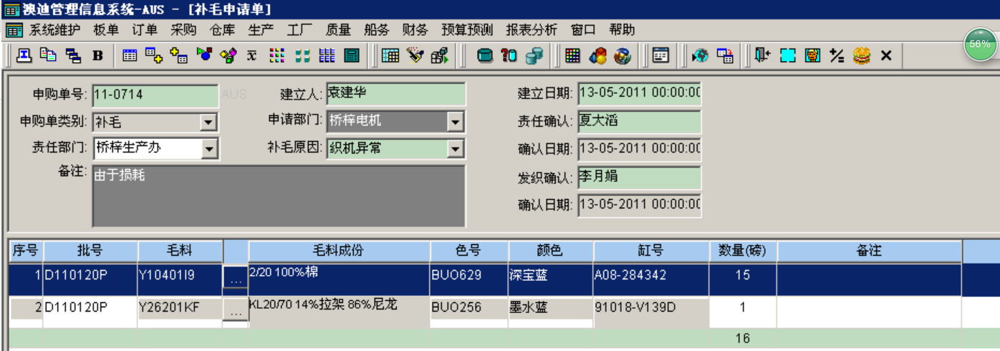 澳迪管理信息系统-AUS - [补毛申请单]
系统维护 板单 订单 采购 仓库 生产 工厂 质量 船务 财务 预算预测 报表分析 窗口 帮助
B 10 56%
申购单号: 11-0714 AUS 建立人: 袁建华 建立日期: 13-05-2011 00:00:00
申购单类别: 补毛 申请部门: 桥梓电机 责任确认: 夏大滔
责任部门: 桥梓生产办 补毛原因: 织机异常 确认日期: 13-05-2011 00:00:00
备注: 由于损耗 发织确认: 李月娟
确认日期: 13-05-2011 00:00:00
序号 批号 毛料 毛料成份 色号 颜色 缸号 数量(磅) 备注
1 D110120P Y10401I9 ... 2/20 100%棉 BUO629 深宝蓝 A08-284342 15
2 D110120P Y26201KF ... KL20/70 14%拉架 86%尼龙 BUO256 墨水蓝 91018-V139D 1
16